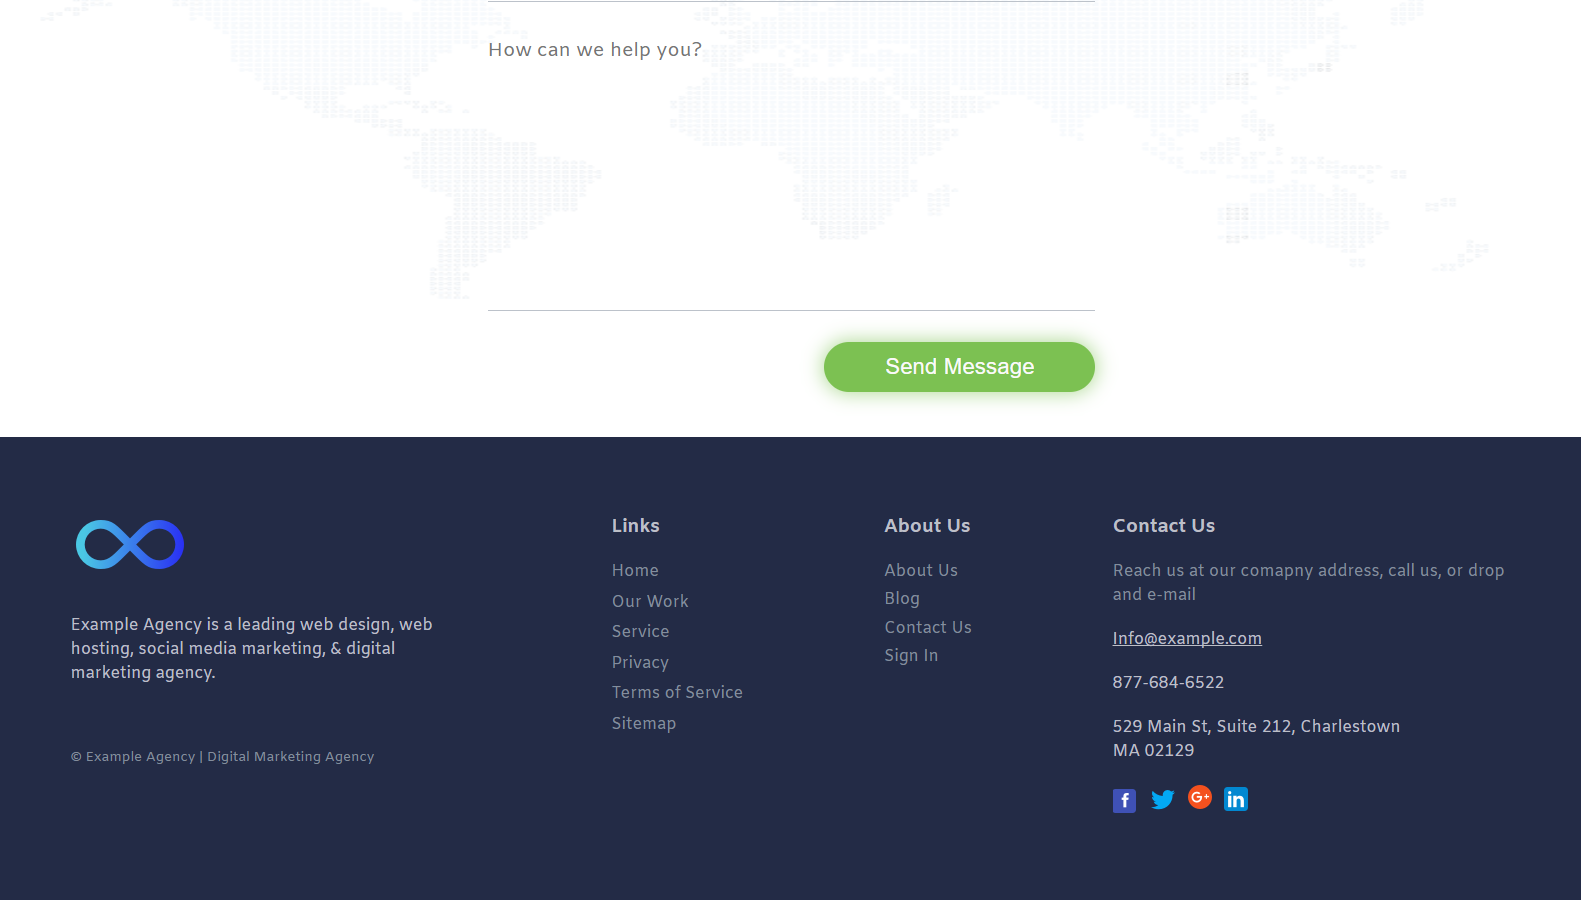 How can we help you?
Send Message
Example Agency is a leading web design, web
hosting, social media marketing, & digital
marketing agency.
© Example Agency | Digital Marketing Agency
Links
Home
Our Work
Service
Privacy
Terms of Service
Sitemap
About Us
About Us
Blog
Contact Us
Sign In
Contact Us
Reach us at our comapny address, call us, or drop
and e-mail
Info@example.com
877-684-6522
529 Main St, Suite 212, Charlestown
MA 02129
f
G+
in